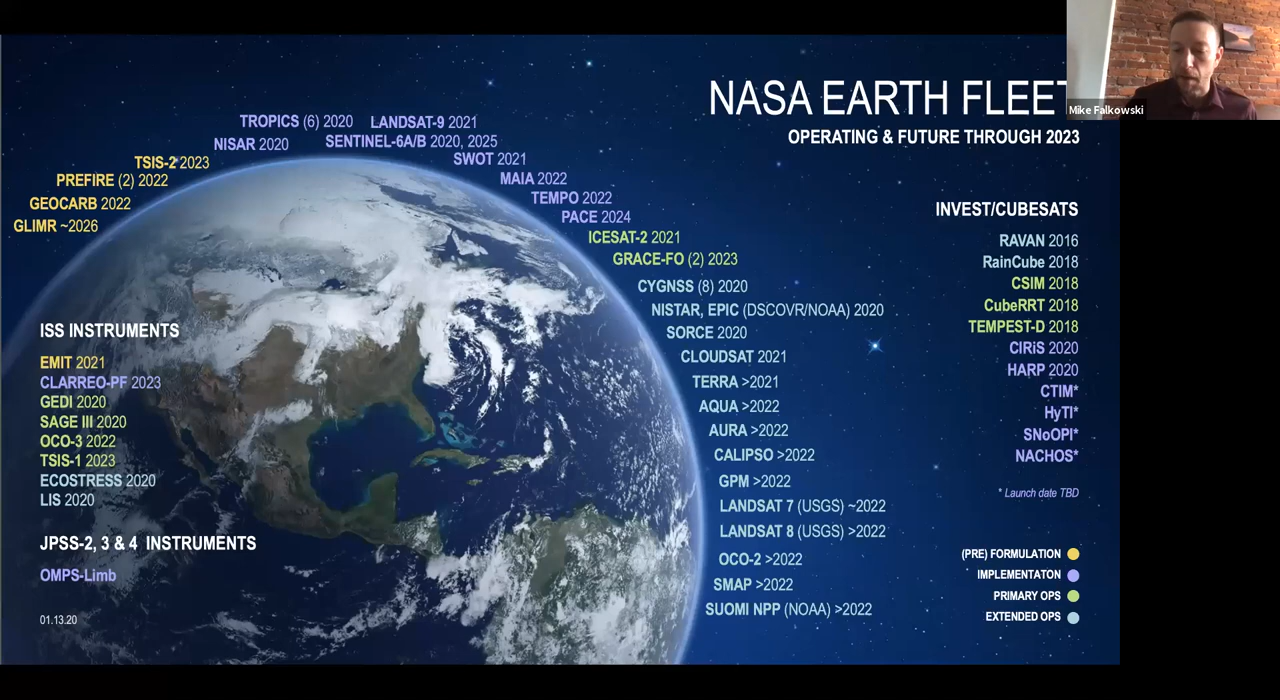 NASA EARTH FLEET
OPERATING & FUTURE THROUGH 2023
Mike Falkowski
TROPICS (6) 2020
LANDSAT-9 2021
NISAR 2020
SENTINEL-6A/B 2020, 2025
TSIS-2 2023
SWOT 2021
PREFIRE (2) 2022
MAIA 2022
GEOCARB 2022
TEMPO 2022
GLIMR ~2026
PACE 2024
ICESAT-2 2021
GRACE-FO (2) 2023
CYGNSS (8) 2020
NISTAR, EPIC (DSCOVR/NOAA) 2020
SORCE 2020
CLOUDSAT 2021
TERRA >2021
AQUA >2022
AURA >2022
CALIPSO >2022
GPM >2022
LANDSAT 7 (USGS) ~2022
LANDSAT 8 (USGS) >2022
OCO-2 >2022
SMAP >2022
SUOMI NPP (NOAA) >2022
ISS INSTRUMENTS
EMIT 2021
CLARREO-PF 2023
GEDI 2020
SAGE III 2020
OCO-3 2022
TSIS-1 2023
ECOSTRESS 2020
LIS 2020
JPSS-2, 3 & 4 INSTRUMENTS
OMPS-Limb
01.13.20
INVEST/CUBESATS
RAVAN 2016
RainCube 2018
CSIM 2018
CubeRRT 2018
TEMPEST-D 2018
CIRiS 2020
HARP 2020
CTIM*
HyTI*
SNoOPI*
NACHOS*
* Launch date TBD
(PRE) FORMULATION
IMPLEMENTATON
PRIMARY OPS
EXTENDED OPS